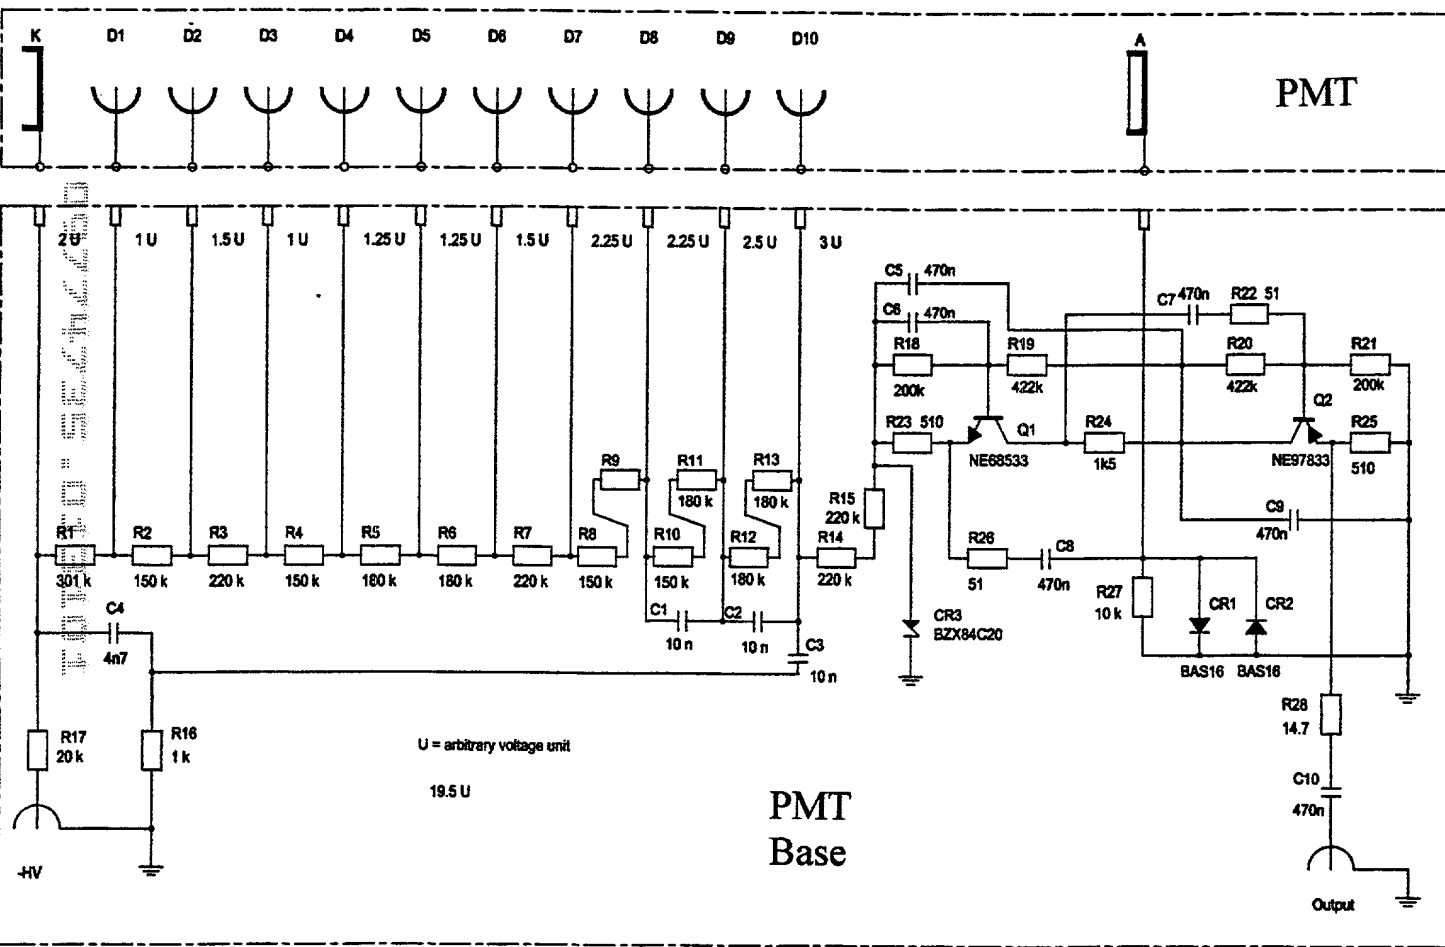 K D1 D2 D3 D4 D5 D6 D7 D8 D9 D10 A
PMT
2 U 1 U 1.5 U 1 U 1.25 U 1.25 U 1.5 U 2.25 U 2.25 U 2.5 U 3 U
C5 470n
C6 470n
C7 470n R22 51
R18 R19 R20 R21
200k 422k 422k 200k
Q2
R23 510 Q1 R24 R25
NE68533 1k5 NE97833 510
R9 R11 R13
180 k 180 k
R15
220 k
C9
470n
R1 R2 R3 R4 R5 R6 R7 R8 R10 R12 R14
301 k 150 k 220 k 150 k 180 k 180 k 220 k 150 k 150 k 180 k 220 k
R26 C8
51 470n
R27
10 k
CR1 CR2
BAS16 BAS16
C4
4n7
C1 C2
10 n 10 n
C3
10 n
CR3
BZX84C20
R28
14.7
R17 R16
20 k 1 k
U = arbitrary voltage unit
19.5 U
C10
470n
PMT
Base
-HV
Output